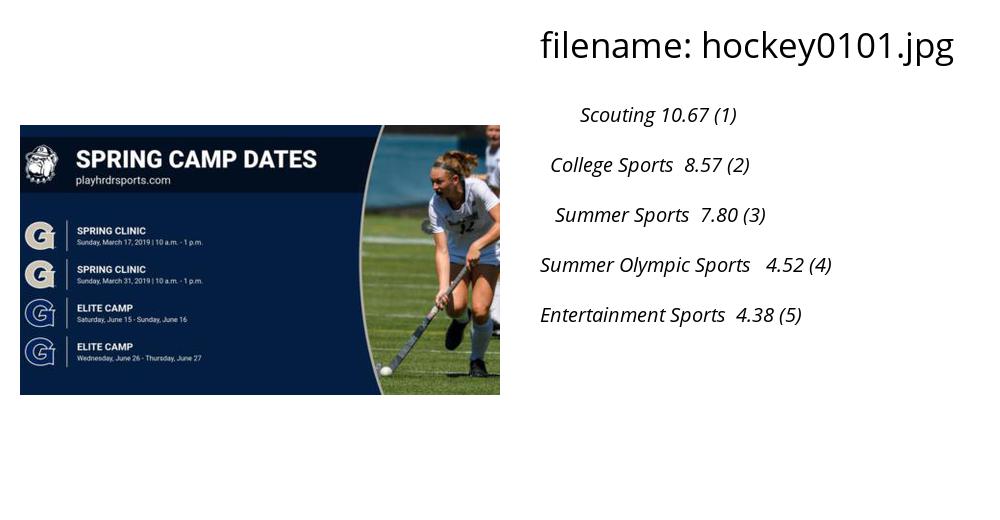 filename: hockey0101.jpg
SPRING CAMP DATES
playhrdrsports.com
SPRING CLINIC
Sunday, March 17, 2019 | 10 a.m. - 1 p.m.
SPRING CLINIC
Sunday, March 31, 2019 | 10 a.m. - 1 p.m.
ELITE CAMP
Saturday, June 15 - Sunday, June 16
ELITE CAMP
Wednesday, June 26 - Thursday, June 27
G
G
G
G
12
Scouting 10.67 (1)
College Sports 8.57 (2)
Summer Sports 7.80 (3)
Summer Olympic Sports 4.52 (4)
Entertainment Sports 4.38 (5)